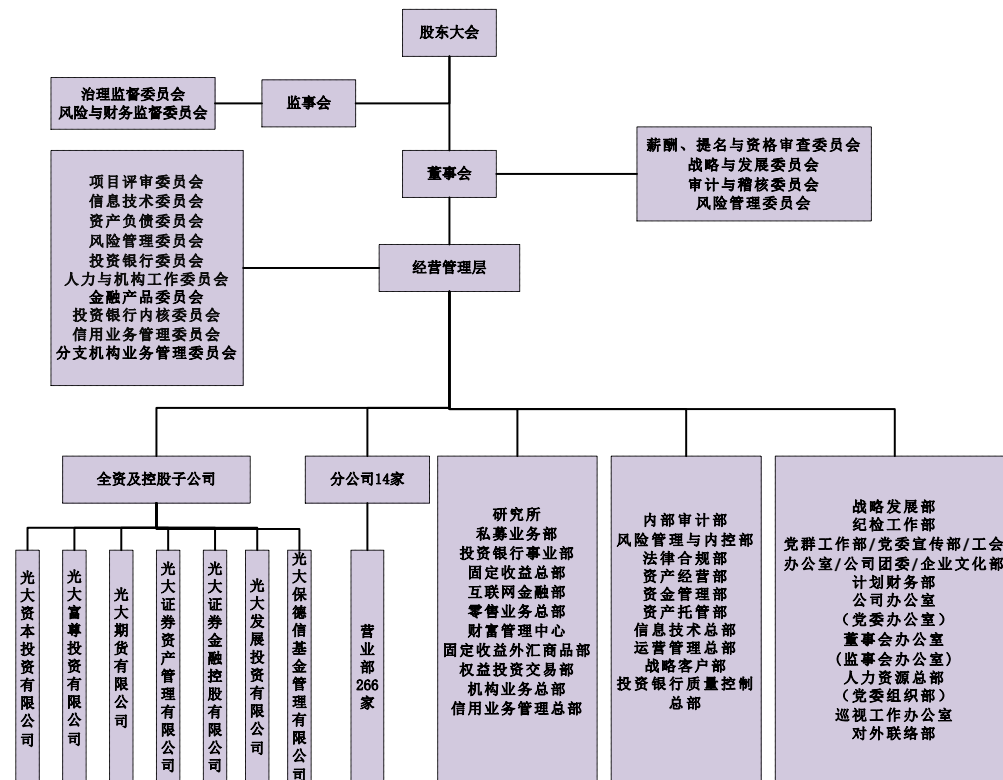 股东大会
治理监督委员会
风险与财务监督委员会
监事会
董事会
薪酬、提名与资格审查委员会
战略与发展委员会
审计与稽核委员会
风险管理委员会
项目评审委员会
信息技术委员会
资产负债委员会
风险管理委员会
投资银行委员会
人力与机构工作委员会
金融产品委员会
投资银行内核委员会
信用业务管理委员会
分支机构业务管理委员会
经营管理层
全资及控股子公司
分公司14家
光大资本投资有限公司
光大富尊投资有限公司
光大期货有限公司
光大证券资产管理有限公司
光大证券金融控股有限公司
光大发展投资有限公司
光大保德信基金管理有限公司
营业部266家
研究所
私募业务部
投资银行事业部
固定收益总部
互联网金融部
零售业务总部
财富管理中心
固定收益外汇商品部
权益投资交易部
机构业务总部
信用业务管理总部
内部审计部
风险管理与内控部
法律合规部
资产经营部
资金管理部
资产托管部
信息技术总部
运营管理总部
战略客户部
投资银行质量控制
总部
战略发展部
纪检工作部
党群工作部/党委宣传部/工会
办公室/公司团委/企业文化部
计划财务部
公司办公室
（党委办公室）
董事会办公室
(监事会办公室)
人力资源总部
（党委组织部）
巡视工作办公室
对外联络部